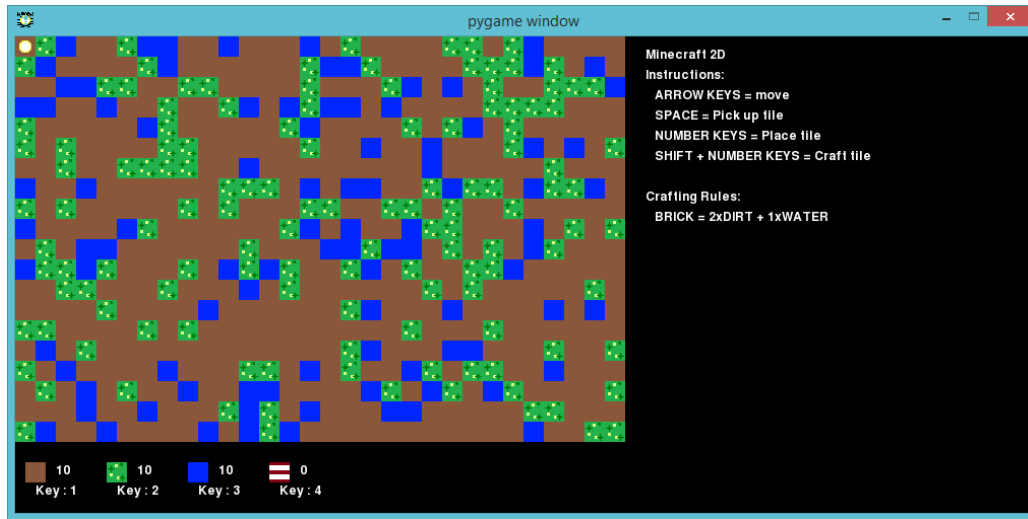 pygame window
Minecraft 2D
Instructions:
ARROW KEYS = move
SPACE = Pick up tile
NUMBER KEYS = Place tile
SHIFT + NUMBER KEYS = Craft tile
Crafting Rules:
BRICK = 2xDIRT + 1xWATER
10 10 10 0
Key : 1 Key : 2 Key : 3 Key : 4